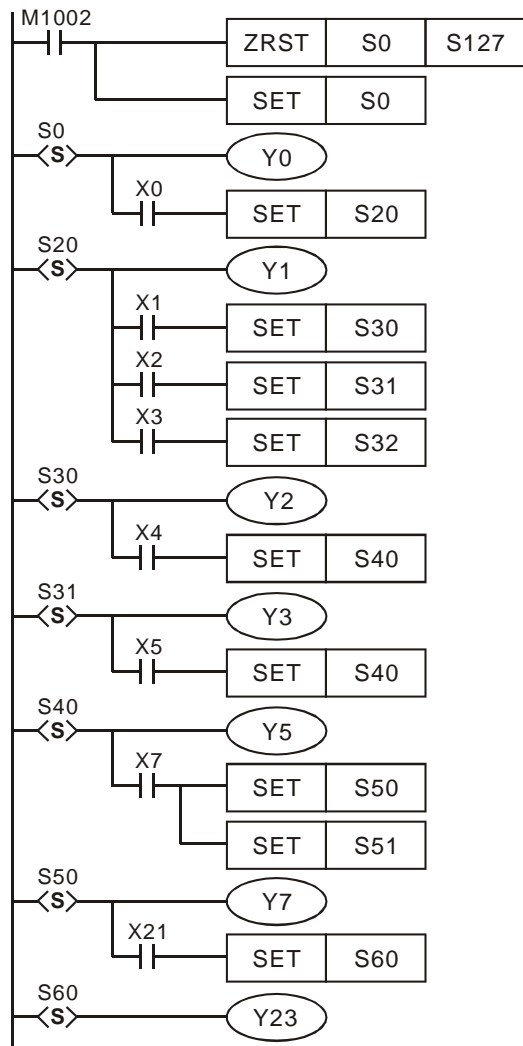 M1002
ZRST S0 S127
SET S0
S0
S Y0
X0
SET S20
S20
S Y1
X1
SET S30
X2
SET S31
X3
SET S32
S30
S Y2
X4
SET S40
S31
S Y3
X5
SET S40
S40
S Y5
X7
SET S50
SET S51
S50
S Y7
X21
SET S60
S60
S Y23